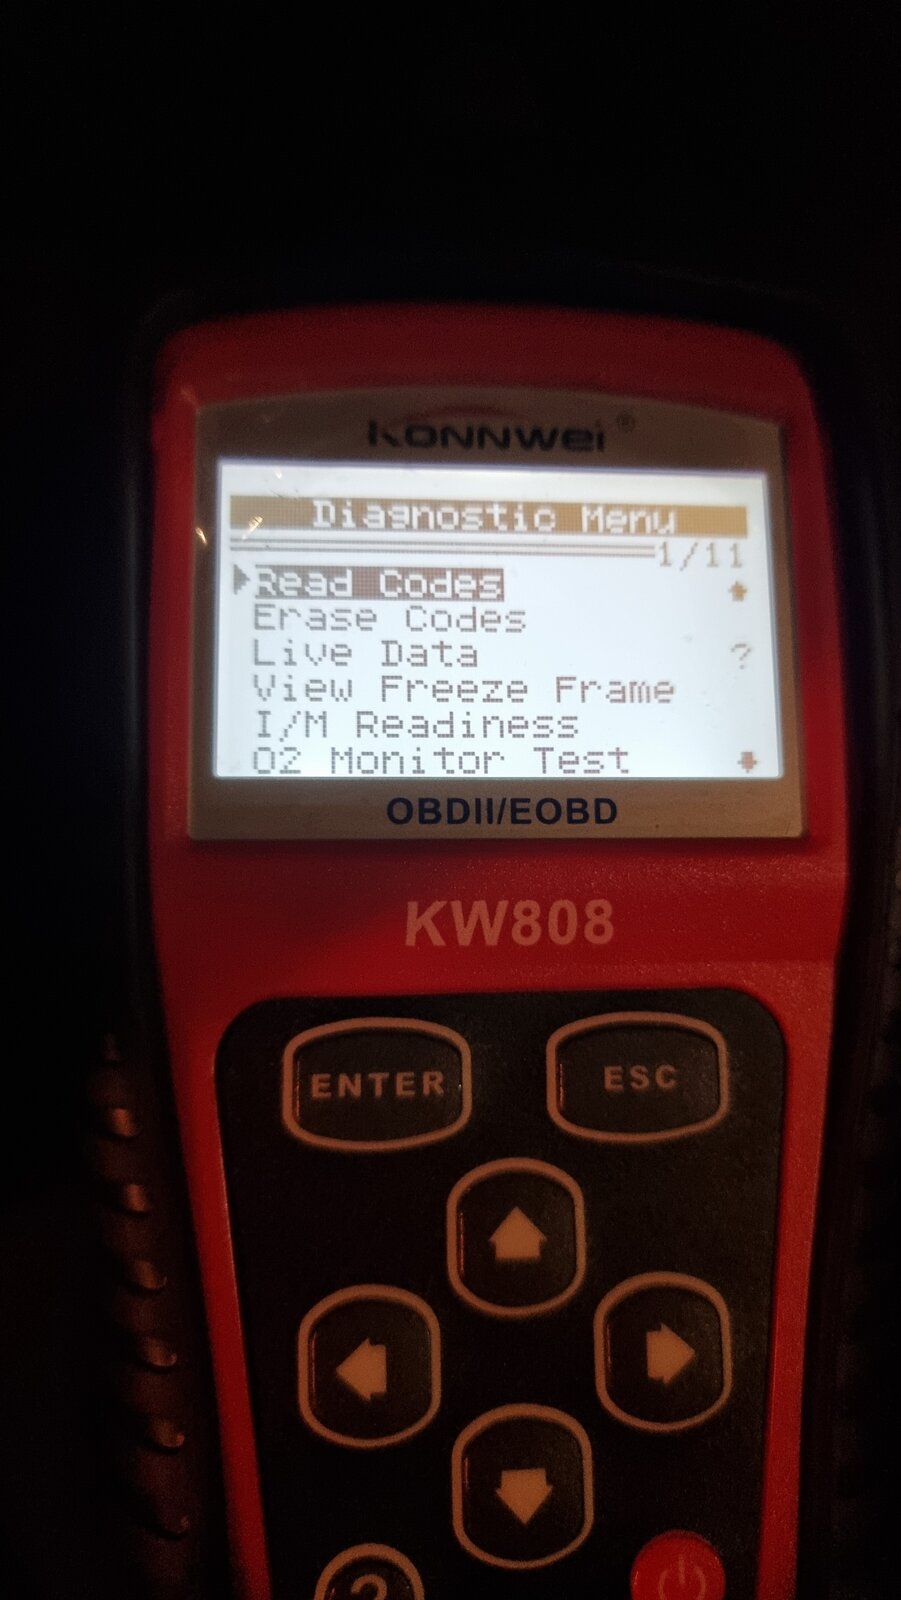 KONNWEI®
Diagnostic Menu
1/11
Read Codes
Erase Codes
Live Data
?
View Freeze Frame
I/M Readiness
O2 Monitor Test
OBDII/EOBD
KW808
ENTER
ESC
?